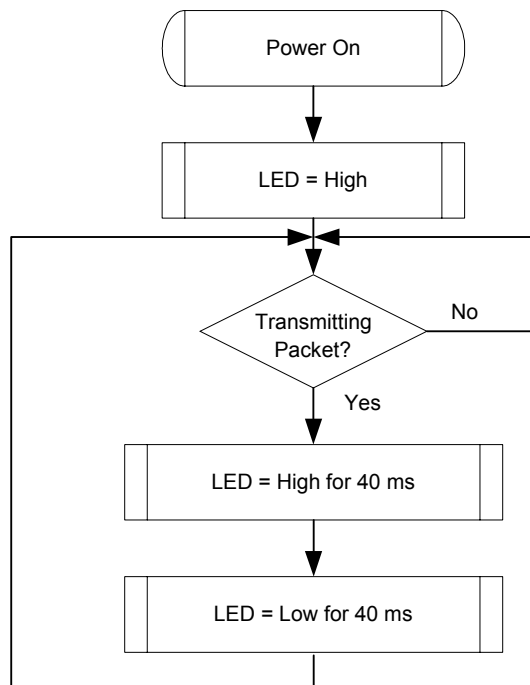 Power On
LED = High
Transmitting
Packet?
No
Yes
LED = High for 40 ms
LED = Low for 40 ms